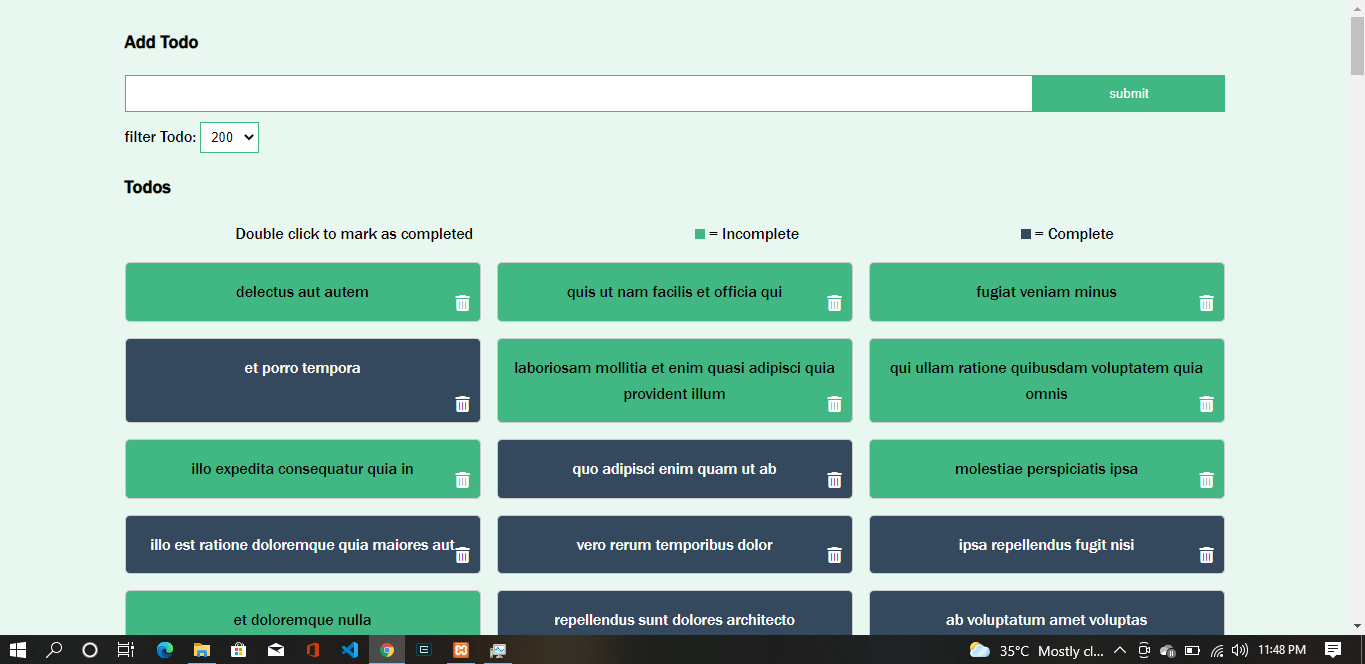 Add Todo
submit
filter Todo: 200
Todos
Double click to mark as completed
= Incomplete
= Complete
delectus aut autem
quis ut nam facilis et officia qui
fugiat veniam minus
et porro tempora
laboriosam mollitia et enim quasi adipisci quia
provident illum
qui ullam ratione quibusdam voluptatem quia
omnis
illo expedita consequatur quia in
quo adipisci enim quam ut ab
molestiae perspiciatis ipsa
illo est ratione doloremque quia maiores aut
vero rerum temporibus dolor
ipsa repellendus fugit nisi
et doloremque nulla
repellendus sunt dolores architecto
ab voluptatum amet voluptas
35°C Mostly cl... 11:48 PM